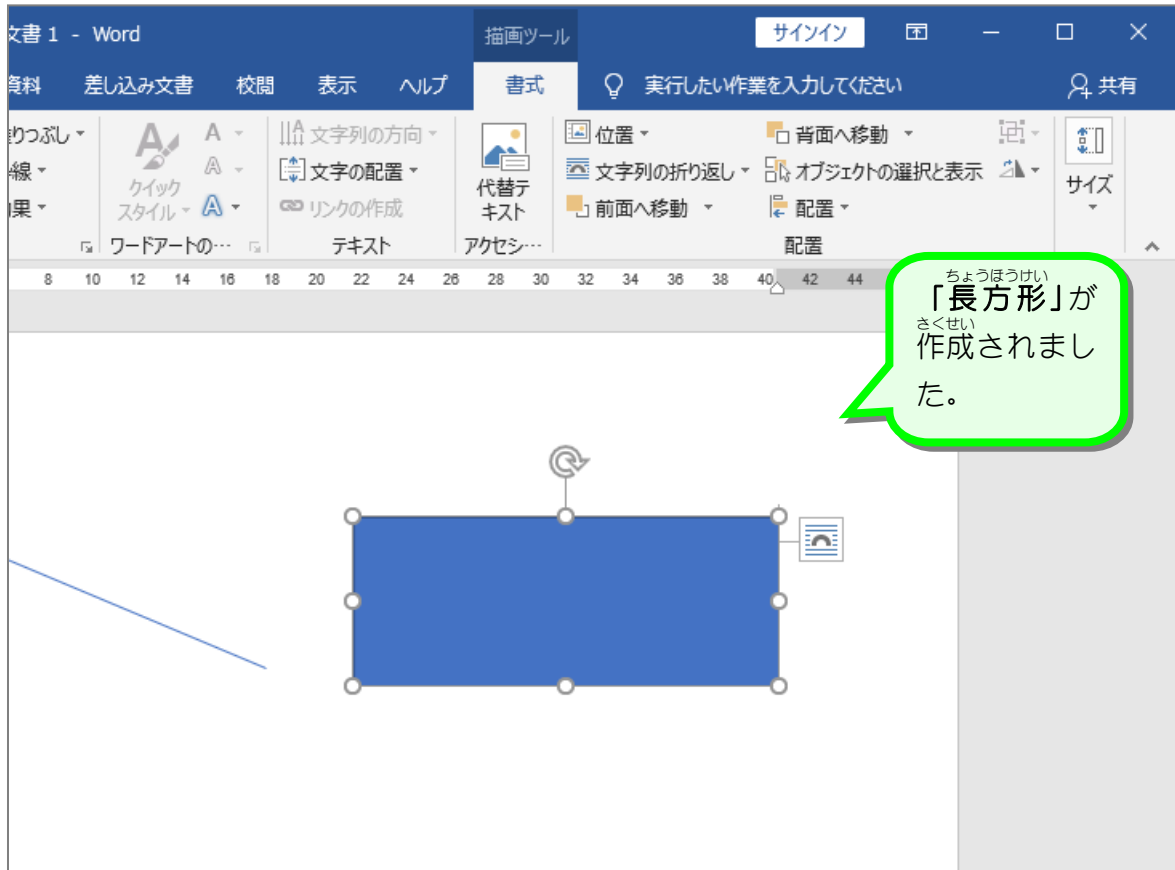 文書 1 - Word
描画ツール
サインイン
資料 差し込み文書 校閲 表示 ヘルプ 書式 実行したい作業を入力してください 共有
りつぶし
線
果
クイック
スタイル
ワードアートの…
文字列の方向
文字の配置
リンクの作成
テキスト
代替テ
キスト
アクセシ…
位置
文字列の折り返し
前面へ移動
背面へ移動
オブジェクトの選択と表示
配置
配置
サイズ
8 10 12 14 16 18 20 22 24 26 28 30 32 34 36 38 40 42 44
ちょうほうけい
「長方形」が
さくせい
作成されまし
た。